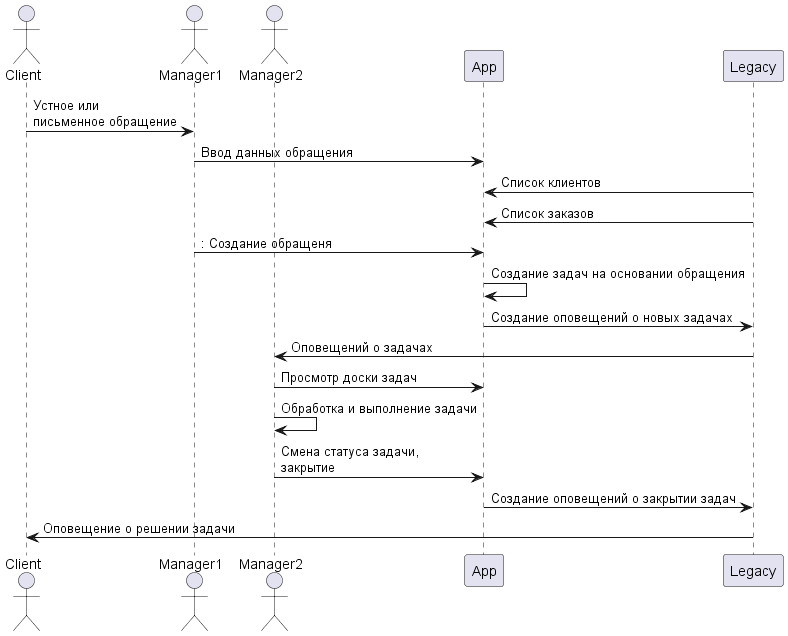 Client
Manager1
Manager2
App
Legacy
Устное или
письменное обращение
Ввод данных обращения
Список клиентов
Список заказов
: Создание обращеня
Создание задач на основании обращения
Создание оповещений о новых задачах
Оповещений о задачах
Просмотр доски задач
Обработка и выполнение задачи
Смена статуса задачи,
закрытие
Создание оповещений о закрытии задач
Оповещение о решении задачи
Client
Manager1
Manager2
App
Legacy